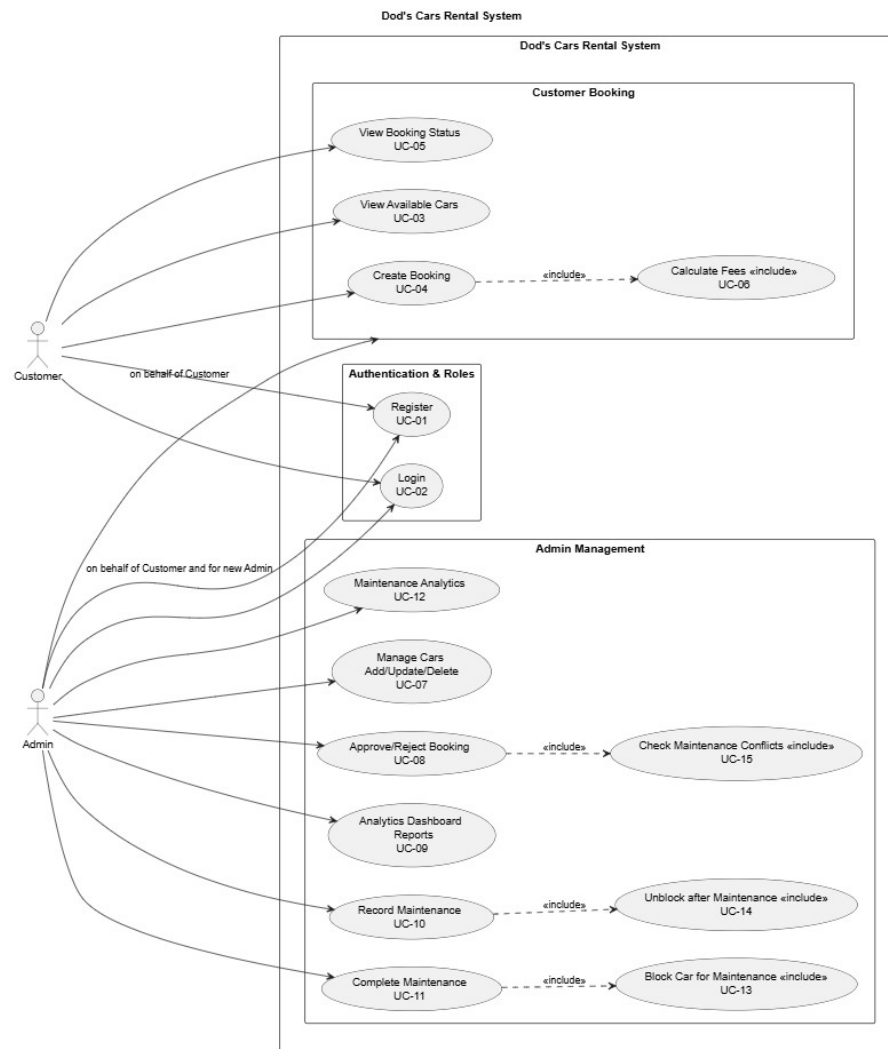 Dod's Cars Rental System
Dod's Cars Rental System
Customer Booking
View Booking Status
UC-05
View Available Cars
UC-03
Create Booking
UC-04
«include»
Calculate Fees «include»
UC-06
Customer
on behalf of Customer
Authentication & Roles
Register
UC-01
Login
UC-02
on behalf of Customer and for new Admin
Admin Management
Maintenance Analytics
UC-12
Manage Cars
Add/Update/Delete
UC-07
Admin
Approve/Reject Booking
UC-08
«include»
Check Maintenance Conflicts «include»
UC-15
Analytics Dashboard
Reports
UC-09
Record Maintenance
UC-10
«include»
Unblock after Maintenance «include»
UC-14
Complete Maintenance
UC-11
«include»
Block Car for Maintenance «include»
UC-13